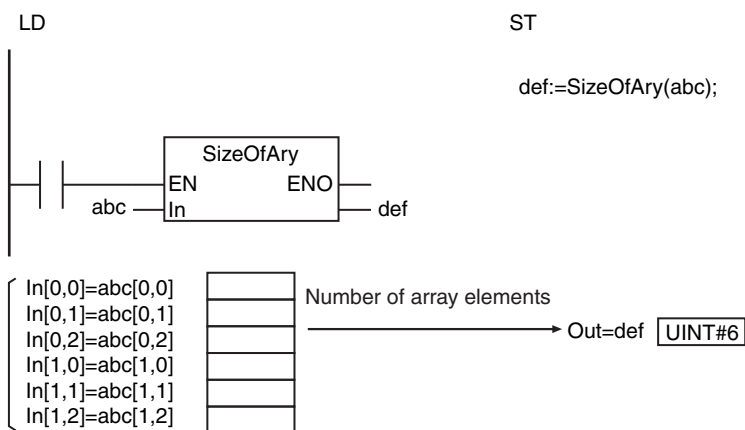 LD
ST
def:=SizeOfAry(abc);
SizeOfAry
EN ENO
abc In def
In[0,0]=abc[0,0]
In[0,1]=abc[0,1]
In[0,2]=abc[0,2]
In[1,0]=abc[1,0]
In[1,1]=abc[1,1]
In[1,2]=abc[1,2]
Number of array elements
Out=def UINT#6